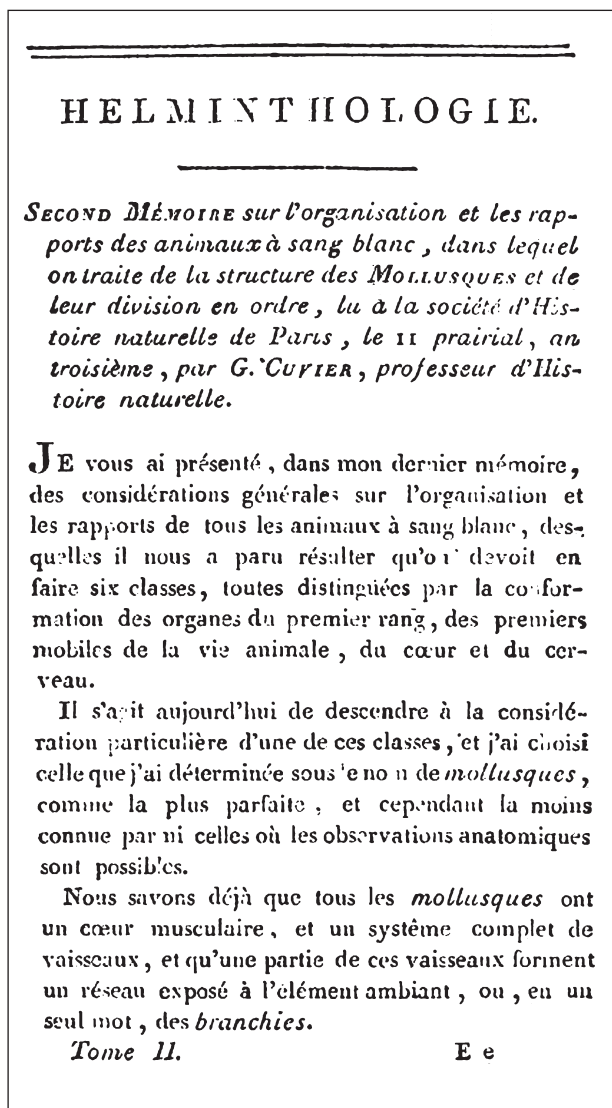 HELMINTHOLOGIE.
SECOND MÉMOIRE sur l'organisation et les rap-
ports des animaux à sang blanc, dans lequel
on traite de la structure des MOLLUSQUES et de
leur division en ordre, lu à la société d'His-
toire naturelle de Paris, le 11 prairial, an
troisième, par G. CUVIER, professeur d'His-
toire naturelle.
JE vous ai présenté, dans mon dernier mémoire,
des considérations générales sur l'organisation et
les rapports de tous les animaux à sang blanc, des-
quelles il nous a paru résulter qu'on devoit en
faire six classes, toutes distinguées par la confor-
mation des organes du premier rang, des premiers
mobiles de la vie animale, du cœur et du cer-
veau.
Il s'agit aujourd'hui de descendre à la considé-
ration particulière d'une de ces classes, et j'ai choisi
celle que j'ai déterminée sous le nom de mollusques,
comme la plus parfaite, et cependant la moins
connue parmi celles où les observations anatomiques
sont possibles.
Nous savons déjà que tous les mollusques ont
un cœur musculaire, et un systême complet de
vaisseaux, et qu'une partie de ces vaisseaux forment
un réseau exposé à l'élément ambiant, ou, en un
seul mot, des branchies.
Tome II. E e